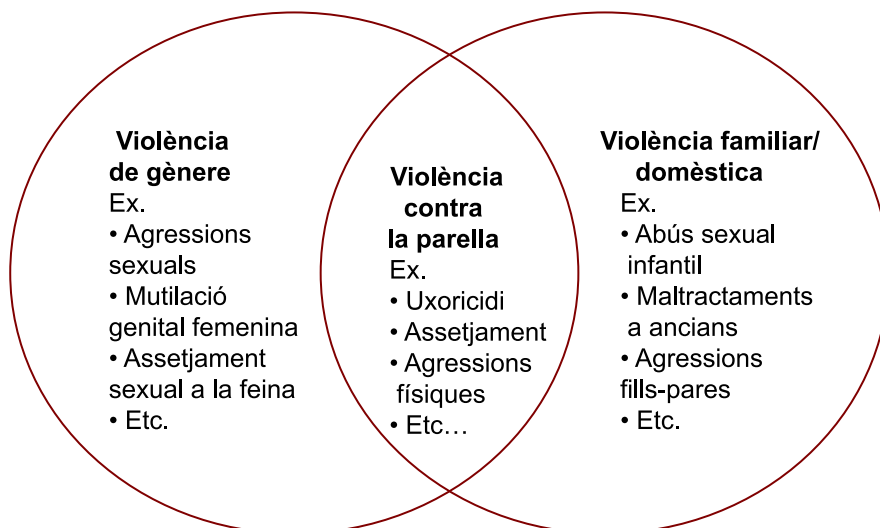 Violència
de gènere
Ex.
• Agressions
sexuals
• Mutilació
genital femenina
• Assetjament
sexual a la feina
• Etc.
Violència
contra
la parella
Ex.
• Uxoricidi
• Assetjament
• Agressions
físiques
• Etc…
Violència familiar/
domèstica
Ex.
• Abús sexual
infantil
• Maltractaments
a ancians
• Agressions
fills-pares
• Etc.